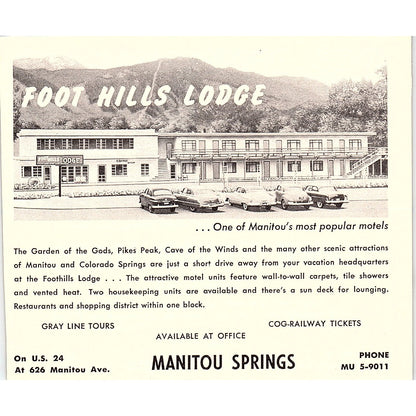 FOOT HILLS LODGE
LODGE
... One of Manitou's most popular motels
The Garden of the Gods, Pikes Peak, Cave of the Winds and the many other scenic attractions
of Manitou and Colorado Springs are just a short drive away from your vacation headquarters
at the Foothills Lodge . . . The attractive motel units feature wall-to-wall carpets, tile showers
and vented heat. Two housekeeping units are available and there's a sun deck for lounging.
Restaurants and shopping district within one block.
GRAY LINE TOURS
COG-RAILWAY TICKETS
AVAILABLE AT OFFICE
On U.S. 24
At 626 Manitou Ave.
MANITOU SPRINGS
PHONE
MU 5-9011